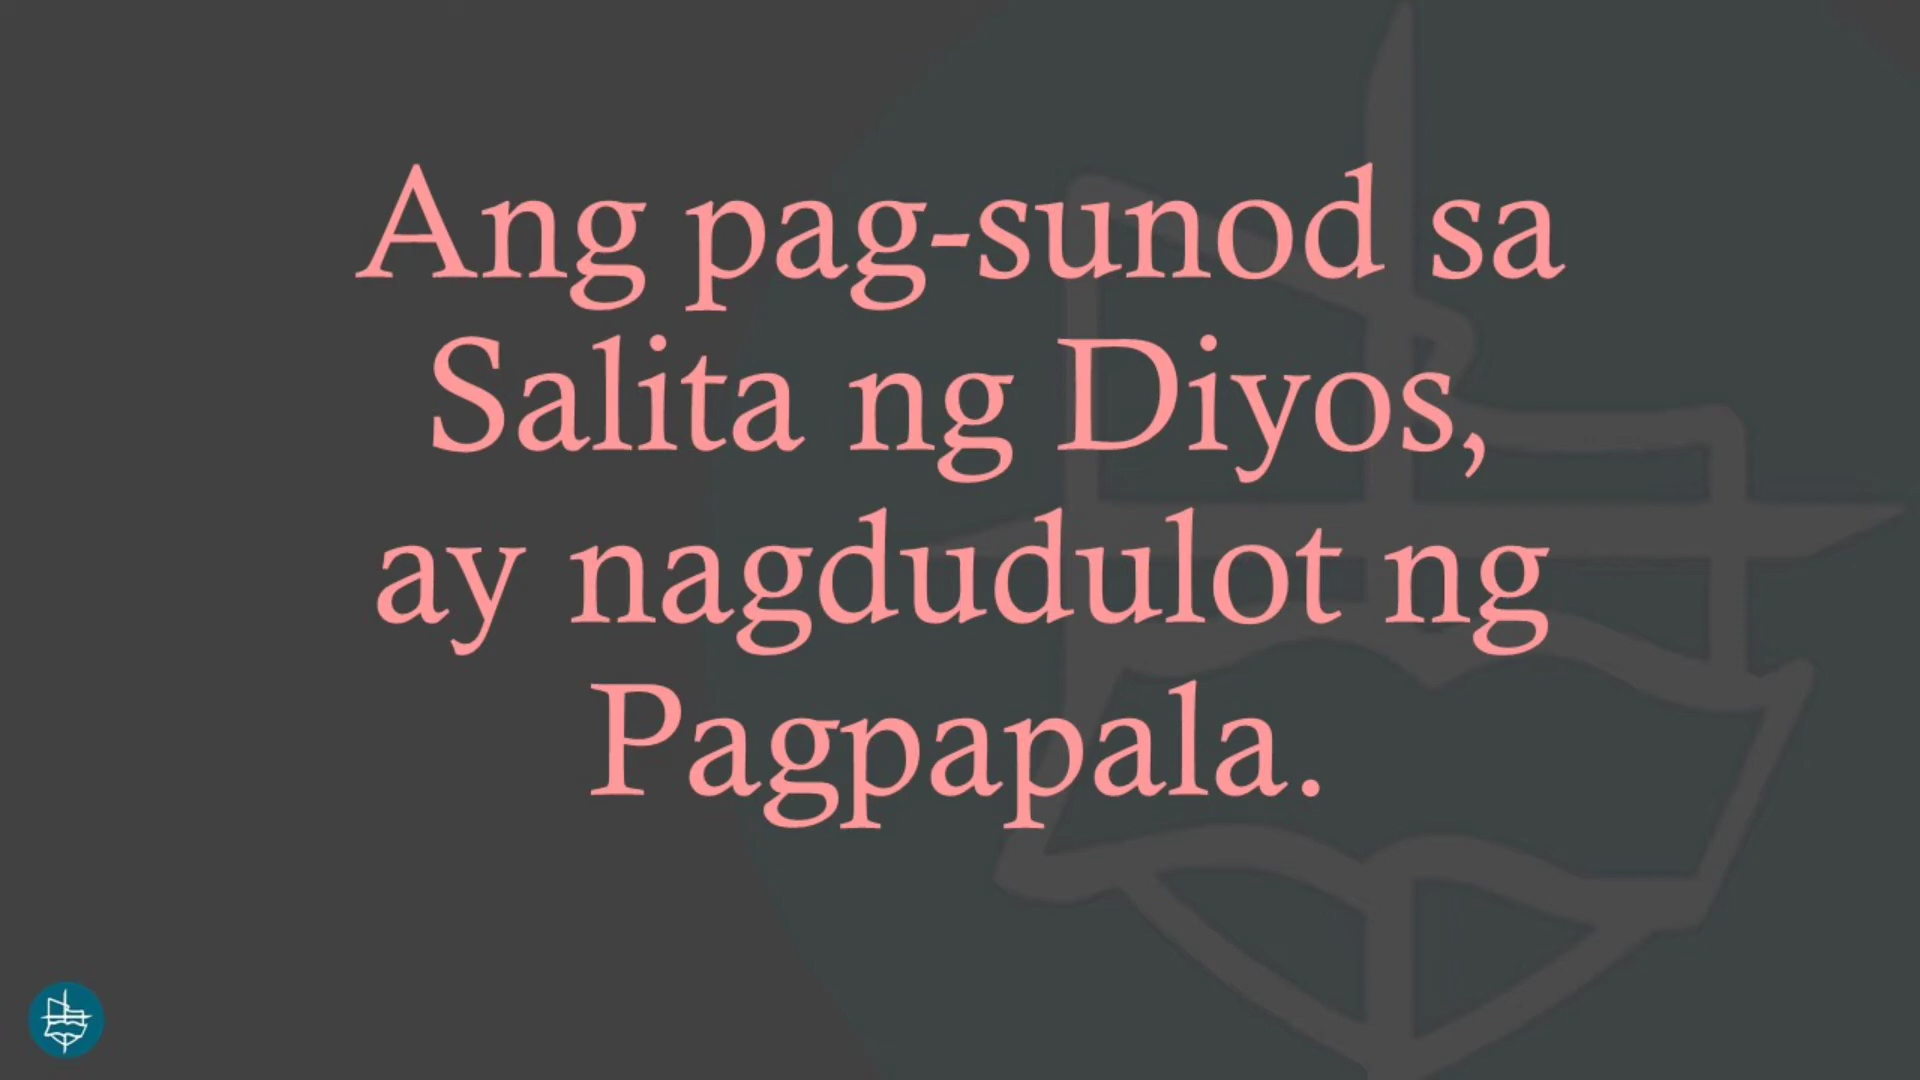 Ang pag-sunod sa
Salita ng Diyos,
ay nagdudulot ng
Pagpapala.